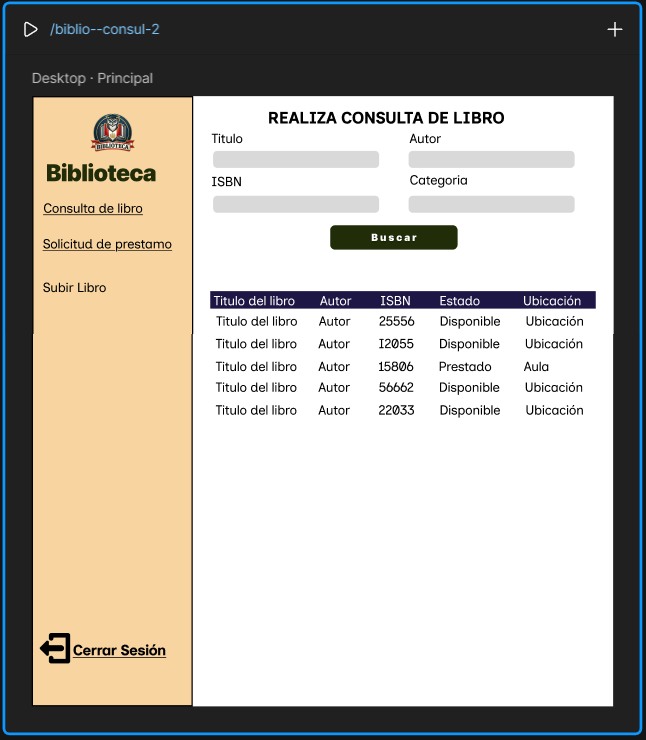 /biblio--consul-2
Desktop · Principal
BIBLIOTECA
Biblioteca
Consulta de libro
Solicitud de prestamo
Subir Libro
Cerrar Sesión
REALIZA CONSULTA DE LIBRO
Titulo Autor
ISBN Categoria
Buscar
Titulo del libro Autor ISBN Estado Ubicación
Titulo del libro Autor 25556 Disponible Ubicación
Titulo del libro Autor I2055 Disponible Ubicación
Titulo del libro Autor 15806 Prestado Aula
Titulo del libro Autor 56662 Disponible Ubicación
Titulo del libro Autor 22033 Disponible Ubicación